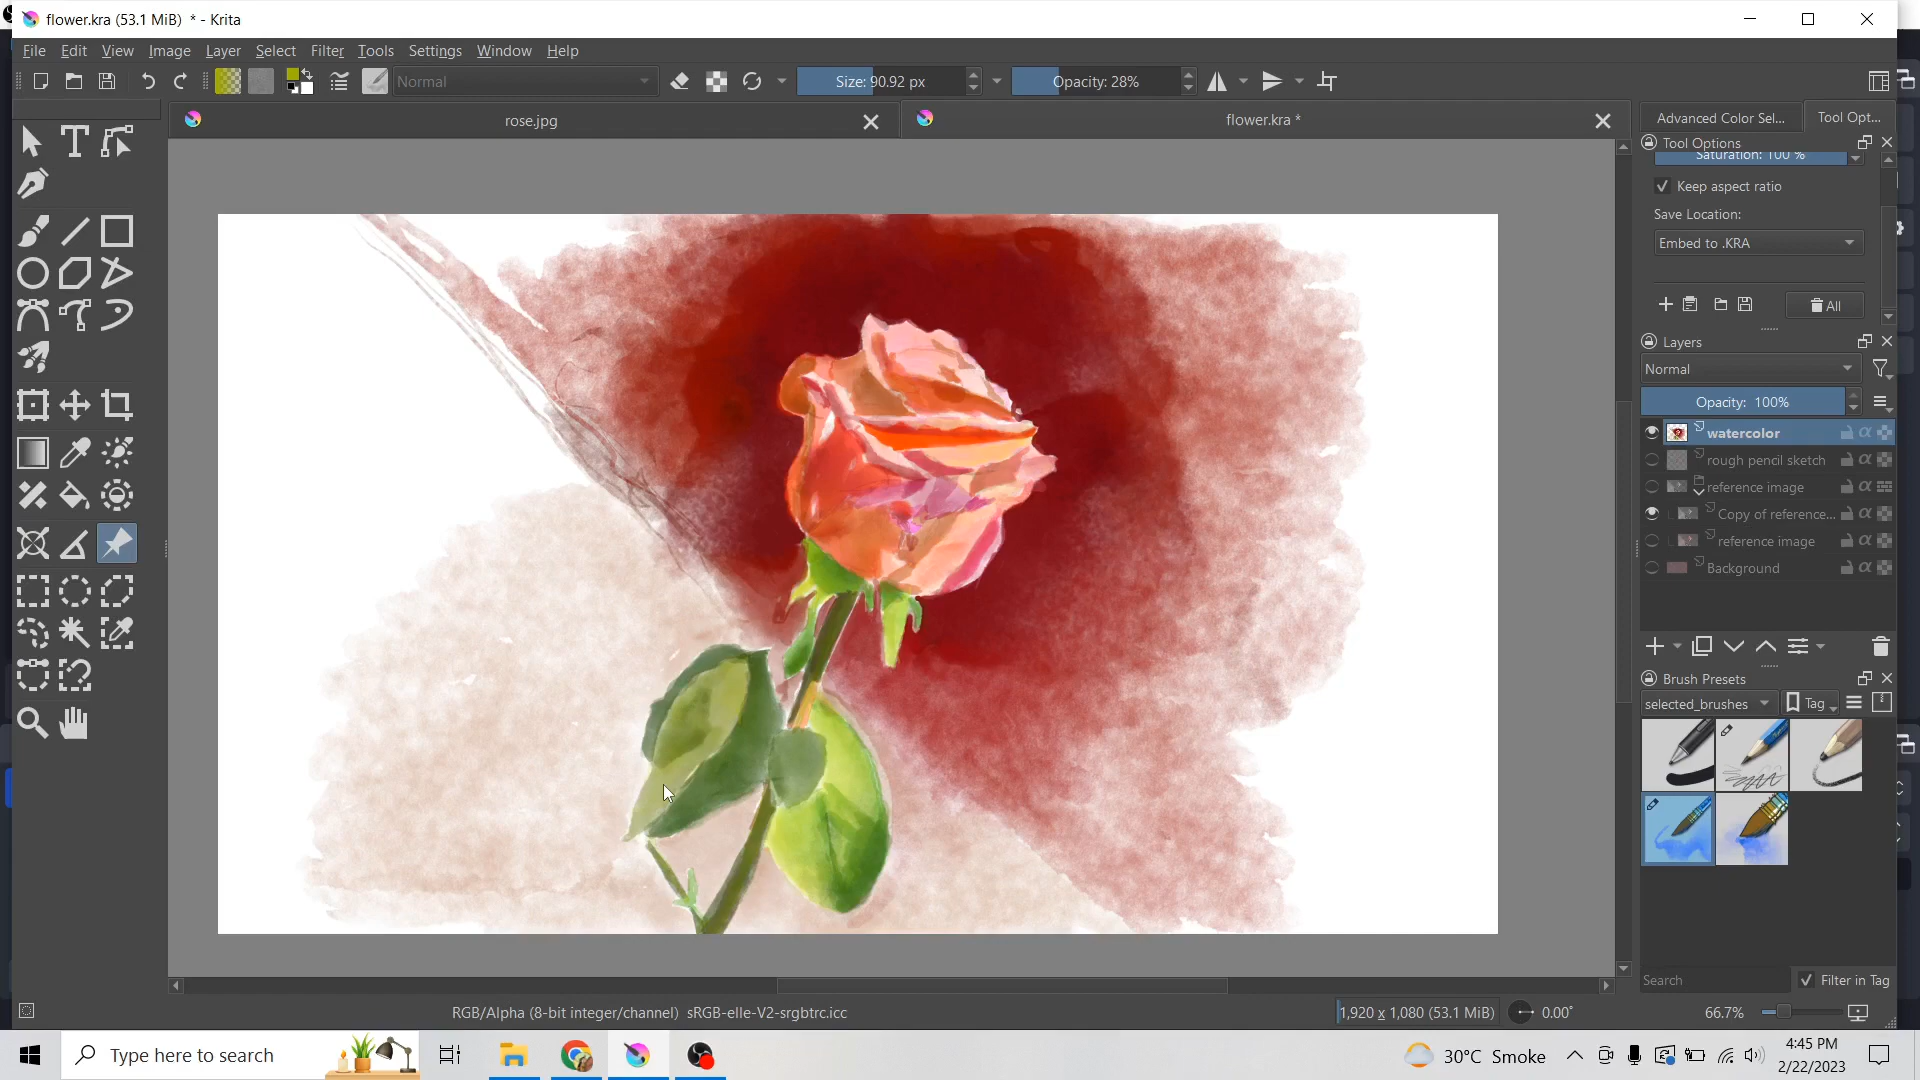 flower.kra (53.1 MiB) * - Krita
File Edit View Image Layer Select Filter Tools Settings Window Help
Normal Size: 90.92 px Opacity: 28%
rose.jpg flower.kra * Advanced Color Sel... Tool Opt...
Tool Options
Saturation: 100 %
Keep aspect ratio
Save Location:
Embed to .KRA
All
Layers
Normal
Opacity: 100%
watercolor
rough pencil sketch
reference image
Copy of reference...
reference image
Background
Brush Presets
selected_brushes Tag
Search Filter in Tag
RGB/Alpha (8-bit integer/channel) sRGB-elle-V2-srgbtrc.icc 1,920 x 1,080 (53.1 MiB) 0.00° 66.7%
Type here to search 30°C Smoke 4:45 PM
2/22/2023